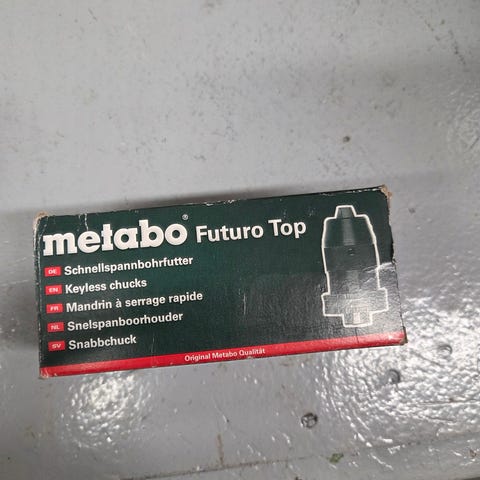 metabo® Futuro Top
DE Schnellspannbohrfutter
EN Keyless chucks
FR Mandrin à serrage rapide
NL Snelspanboorhouder
SV Snabbchuck
Original Metabo Qualität